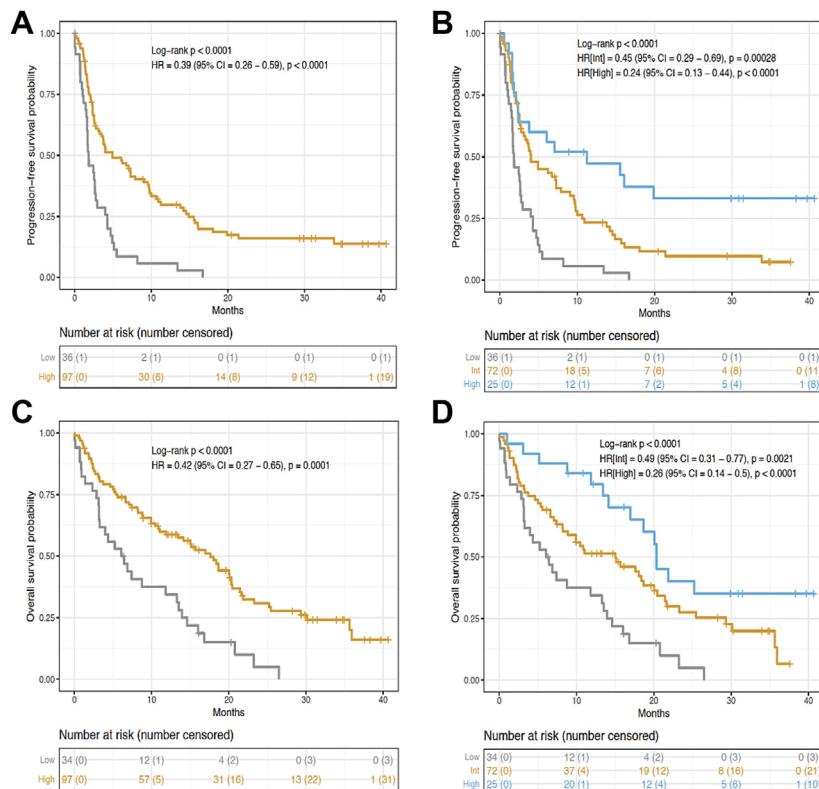 A
Progression-free survival probability
1.00
0.75
0.50
0.25
0.00
Log-rank p < 0.0001
HR = 0.39 (95% CI = 0.26 – 0.59), p < 0.0001
0 10 20 30 40
Months
Number at risk (number censored)
Low 36 (1) 2 (1) 0 (1) 0 (1) 0 (1)
High 97 (0) 30 (6) 14 (8) 9 (12) 1 (19)
B
Progression-free survival probability
1.00
0.75
0.50
0.25
0.00
Log-rank p < 0.0001
HR[Int] = 0.45 (95% CI = 0.29 – 0.69), p = 0.00028
HR[High] = 0.24 (95% CI = 0.13 – 0.44), p < 0.0001
0 10 20 30 40
Months
Number at risk (number censored)
Low 36 (1) 2 (1) 0 (1) 0 (1) 0 (1)
Int 72 (0) 18 (5) 7 (6) 4 (8) 0 (11)
High 25 (0) 12 (1) 7 (2) 5 (4) 1 (8)
C
Overall survival probability
1.00
0.75
0.50
0.25
0.00
Log-rank p < 0.0001
HR = 0.42 (95% CI = 0.27 – 0.65), p = 0.0001
0 10 20 30 40
Months
Number at risk (number censored)
Low 34 (0) 12 (1) 4 (2) 0 (3) 0 (3)
High 97 (0) 57 (5) 31 (16) 13 (22) 1 (31)
D
Overall survival probability
1.00
0.75
0.50
0.25
0.00
Log-rank p < 0.0001
HR[Int] = 0.49 (95% CI = 0.31 – 0.77), p = 0.0021
HR[High] = 0.26 (95% CI = 0.14 – 0.5), p < 0.0001
0 10 20 30 40
Months
Number at risk (number censored)
Low 34 (0) 12 (1) 4 (2) 0 (3) 0 (3)
Int 72 (0) 37 (4) 19 (12) 8 (16) 0 (21)
High 25 (0) 20 (1) 12 (4) 5 (6) 1 (10)